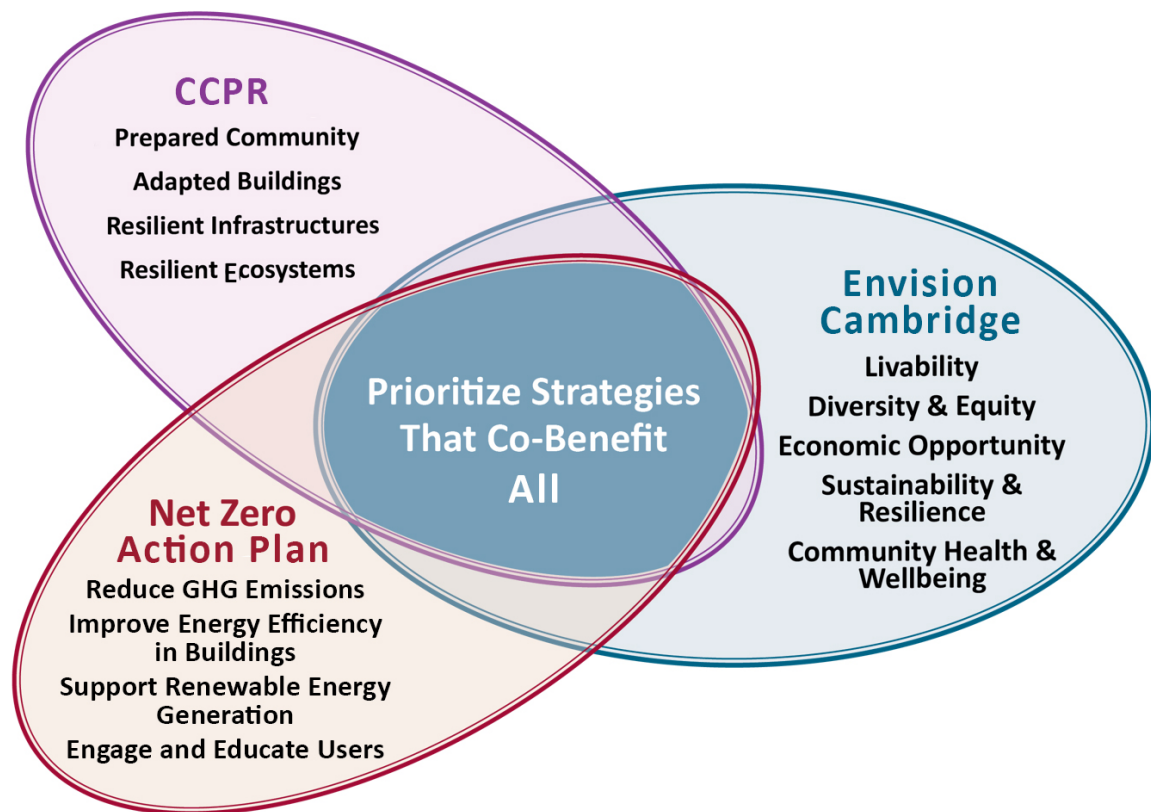 CCPR
Prepared Community
Adapted Buildings
Resilient Infrastructures
Resilient Ecosystems
Envision
Cambridge
Livability
Diversity & Equity
Economic Opportunity
Sustainability &
Resilience
Community Health &
Wellbeing
Prioritize Strategies
That Co-Benefit
All
Net Zero
Action Plan
Reduce GHG Emissions
Improve Energy Efficiency
in Buildings
Support Renewable Energy
Generation
Engage and Educate Users